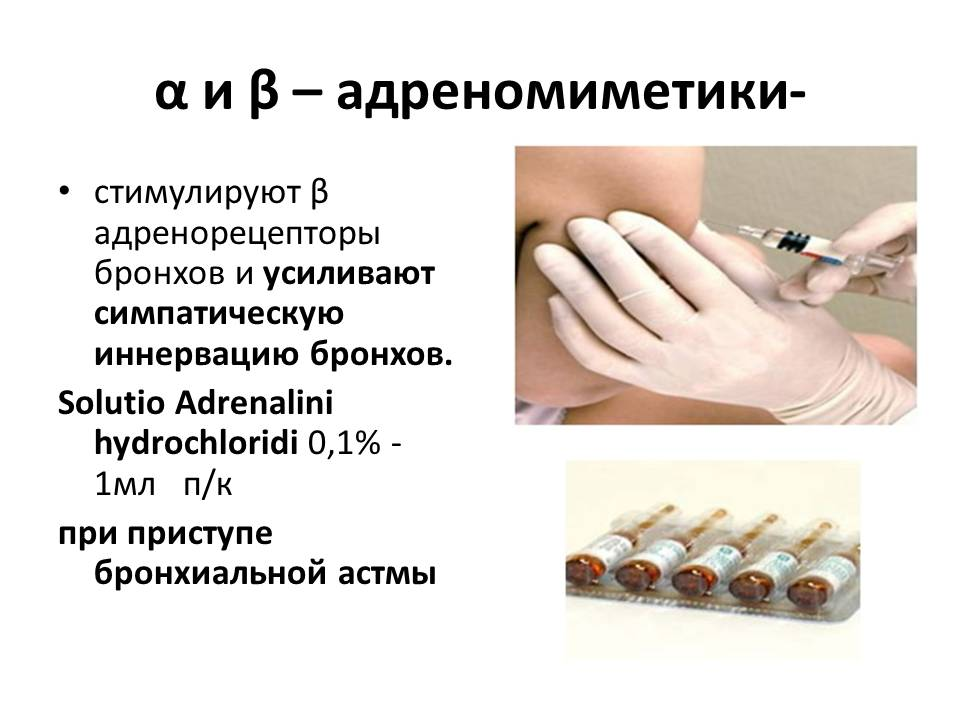 α и β – адреномиметики-
• стимулируют β
адренорецепторы
бронхов и усиливают
симпатическую
иннервацию бронхов.
Solutio Adrenalini
hydrochloridi 0,1% -
1мл п/к
при приступе
бронхиальной астмы